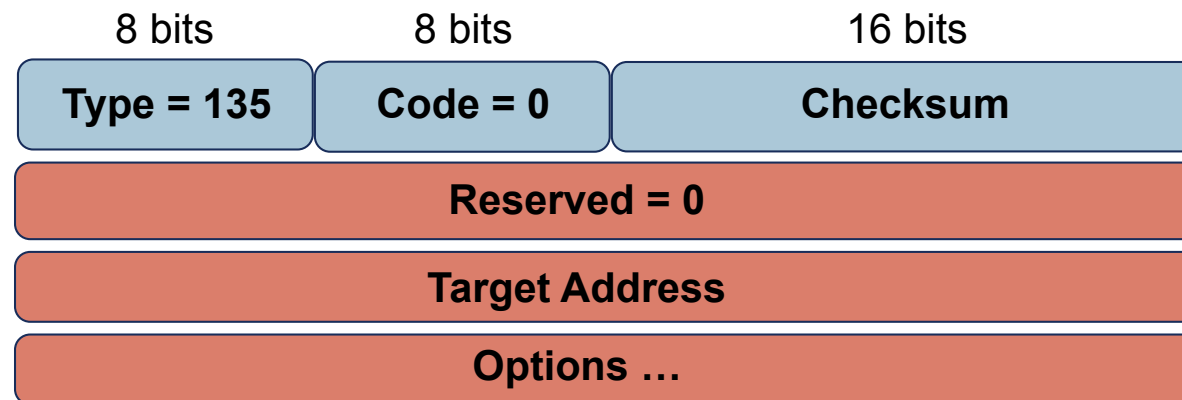 8 bits 8 bits 16 bits
Type = 135 Code = 0 Checksum
Reserved = 0
Target Address
Options …